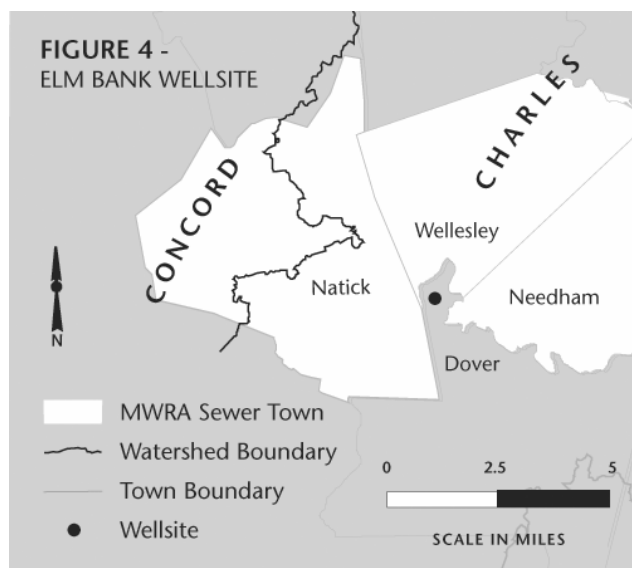 FIGURE 4 -
ELM BANK WELLSITE
CHARLES
CONCORD
Wellesley
Natick
Needham
N
Dover
MWRA Sewer Town
Watershed Boundary
Town Boundary
Wellsite
0 2.5 5
SCALE IN MILES